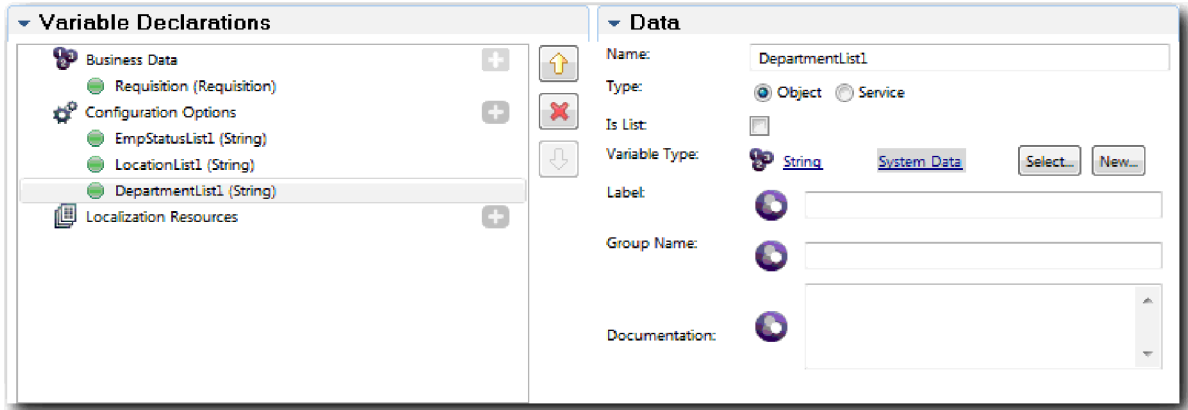 Variable Declarations
Business Data
Requisition (Requisition)
Configuration Options
EmpStatusList1 (String)
LocationList1 (String)
DepartmentList1 (String)
Localization Resources
Data
Name: DepartmentList1
Type: Object Service
Is List:
Variable Type: String System Data Select... New...
Label:
Group Name:
Documentation: